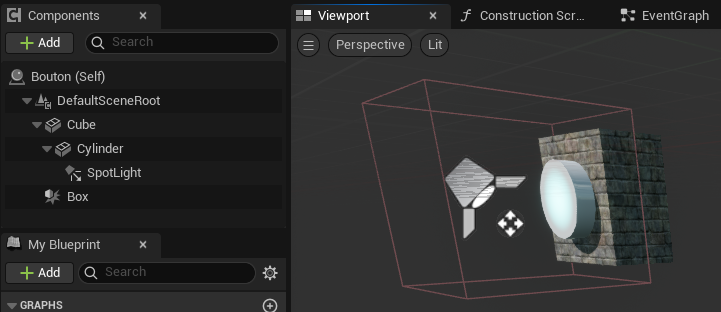 Components
Viewport
Construction Scr…
EventGraph
Add
Search
Perspective
Lit
Bouton (Self)
DefaultSceneRoot
Cube
Cylinder
SpotLight
Box
My Blueprint
Add
Search
GRAPHS